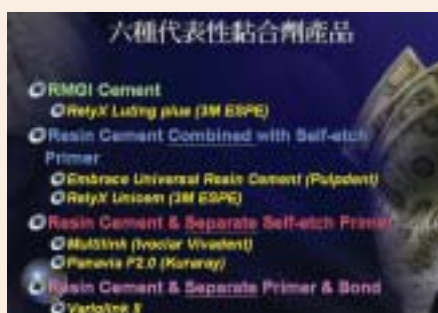 六種代表性黏合劑產品
RMGI Cement
RelyX Luting plus (3M ESPE)
Resin Cement Combined with Self-etch
Primer
Embrace Universal Resin Cement (Pulpdent)
RelyX Unicem (3M ESPE)
Resin Cement & Separate Self-etch Primer
Multilink (Ivoclar Vivadent)
Panavia F2.0 (Kuraray)
Resin Cement & Separate Primer & Bond
Variolink II